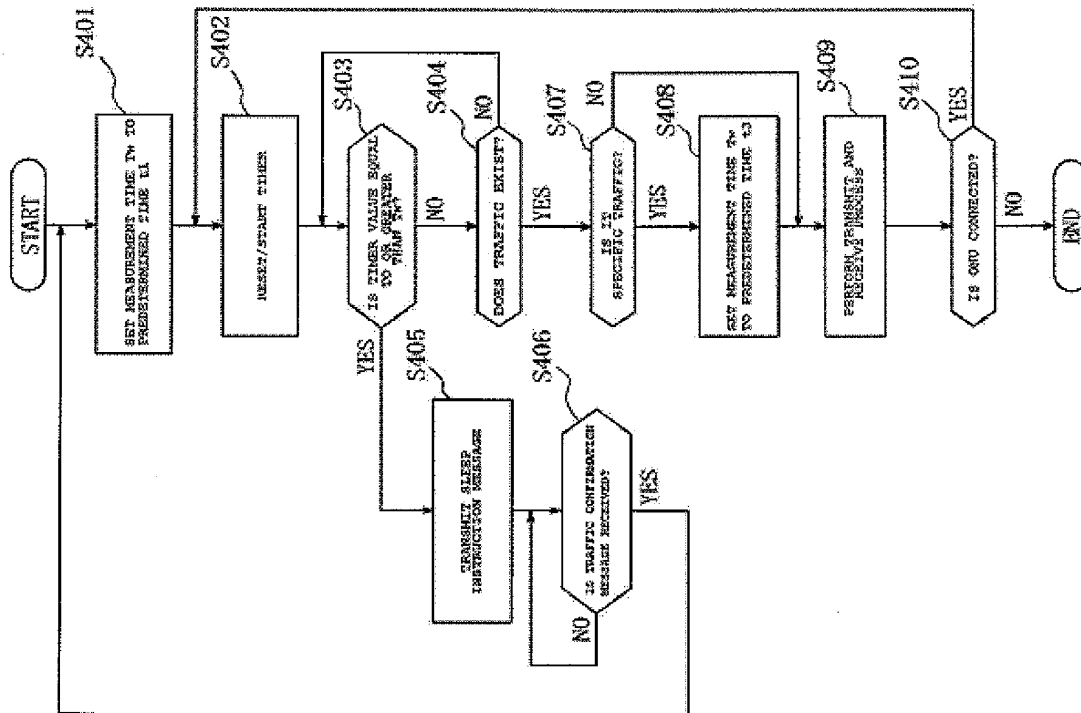 START
S401
SET MEASUREMENT TIME Tw TO
PREDETERMINED TIME t1
S402
RESET/START TIMER
S403
IS TIMER VALUE EQUAL
TO OR GREATER
THAN Tw?
YES
NO
S404
DOES TRAFFIC EXIST?
NO
YES
S405
TRANSMIT SLEEP
INSTRUCTION MESSAGE
S406
IS TRAFFIC CONFIRMATION
MESSAGE RECEIVED?
NO
YES
S407
IS IT
SPECIFIC TRAFFIC?
NO
YES
S408
SET MEASUREMENT TIME Tw
TO PREDETERMINED TIME t3
S409
PERFORM TRANSMIT AND
RECEIVE PROCESS
S410
IS ONU CONNECTED?
YES
NO
END